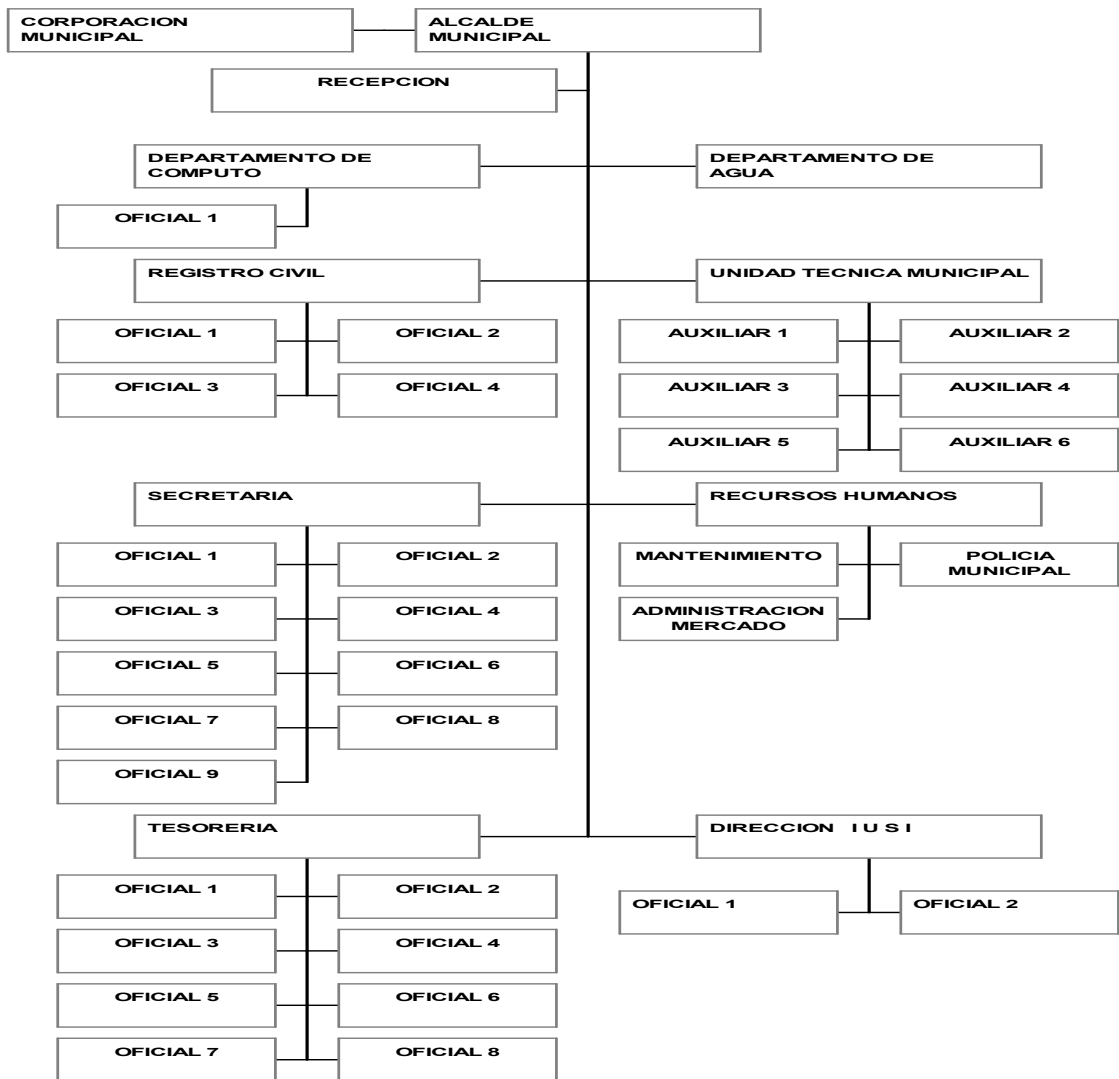 CORPORACION
MUNICIPAL
ALCALDE
MUNICIPAL
RECEPCION
DEPARTAMENTO DE
COMPUTO
DEPARTAMENTO DE
AGUA
OFICIAL 1
REGISTRO CIVIL
UNIDAD TECNICA MUNICIPAL
OFICIAL 1
OFICIAL 2
AUXILIAR 1
AUXILIAR 2
OFICIAL 3
OFICIAL 4
AUXILIAR 3
AUXILIAR 4
AUXILIAR 5
AUXILIAR 6
SECRETARIA
RECURSOS HUMANOS
OFICIAL 1
OFICIAL 2
MANTENIMIENTO
POLICIA
MUNICIPAL
OFICIAL 3
OFICIAL 4
ADMINISTRACION
MERCADO
OFICIAL 5
OFICIAL 6
OFICIAL 7
OFICIAL 8
OFICIAL 9
TESORERIA
DIRECCION I U S I
OFICIAL 1
OFICIAL 2
OFICIAL 1
OFICIAL 2
OFICIAL 3
OFICIAL 4
OFICIAL 5
OFICIAL 6
OFICIAL 7
OFICIAL 8